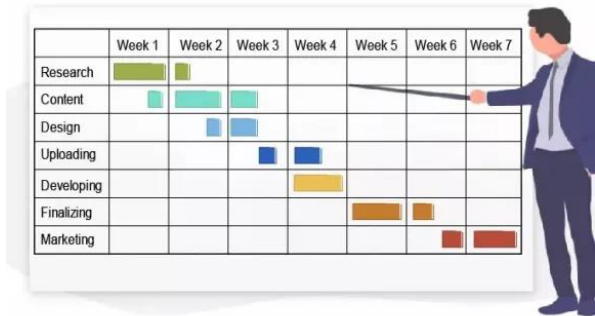 Week 1 Week 2 Week 3 Week 4 Week 5 Week 6 Week 7
Research
Content
Design
Uploading
Developing
Finalizing
Marketing